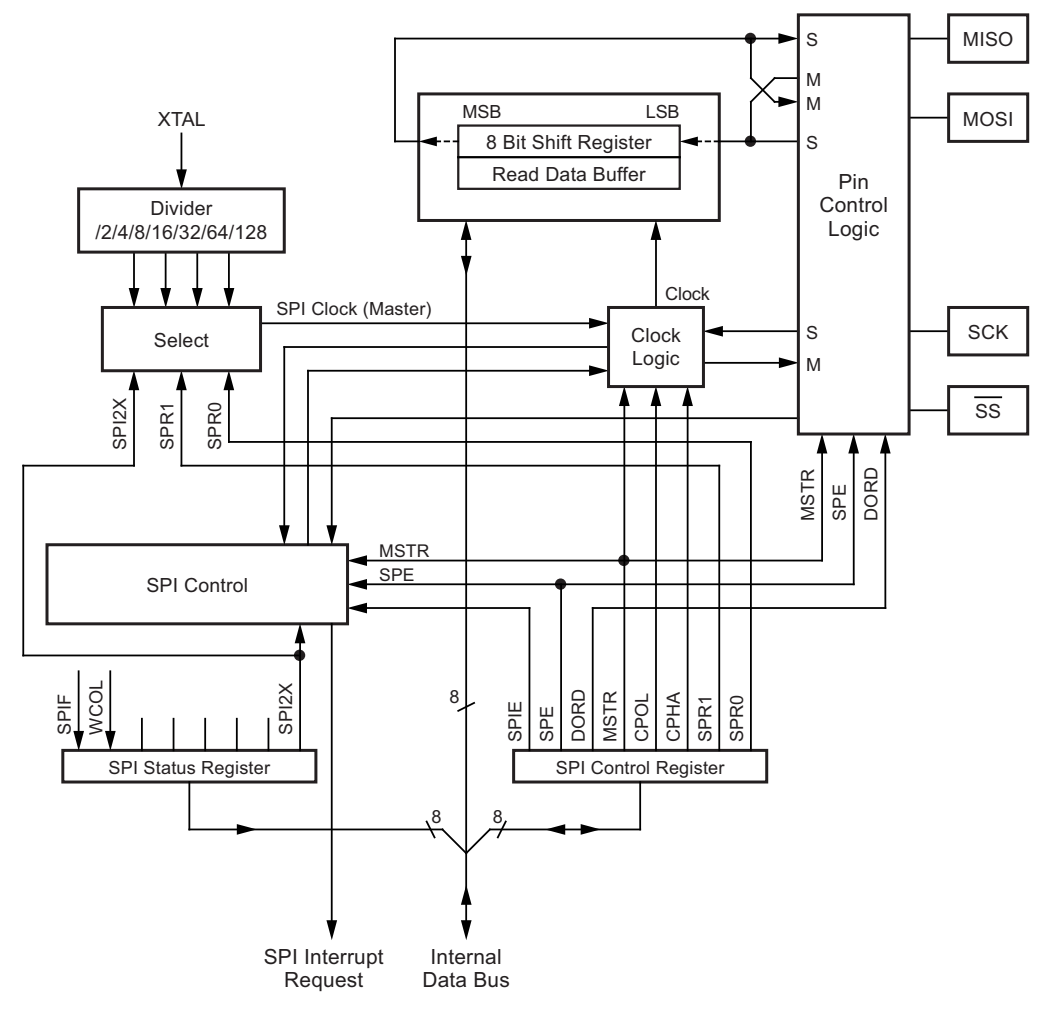 S
MISO
M
M
MOSI
MSB
LSB
XTAL
8 Bit Shift Register
S
Read Data Buffer
Pin
Control
Logic
Divider
/2/4/8/16/32/64/128
Clock
SPI Clock (Master)
Select
Clock
Logic
S
M
SCK
SS
SPI2X
SPR1
SPR0
MSTR
SPE
DORD
MSTR
SPE
SPI Control
SPIF
WCOL
SPI2X
8
SPIE
SPE
DORD
MSTR
CPOL
CPHA
SPR1
SPR0
SPI Status Register
SPI Control Register
8
8
SPI Interrupt
Request
Internal
Data Bus